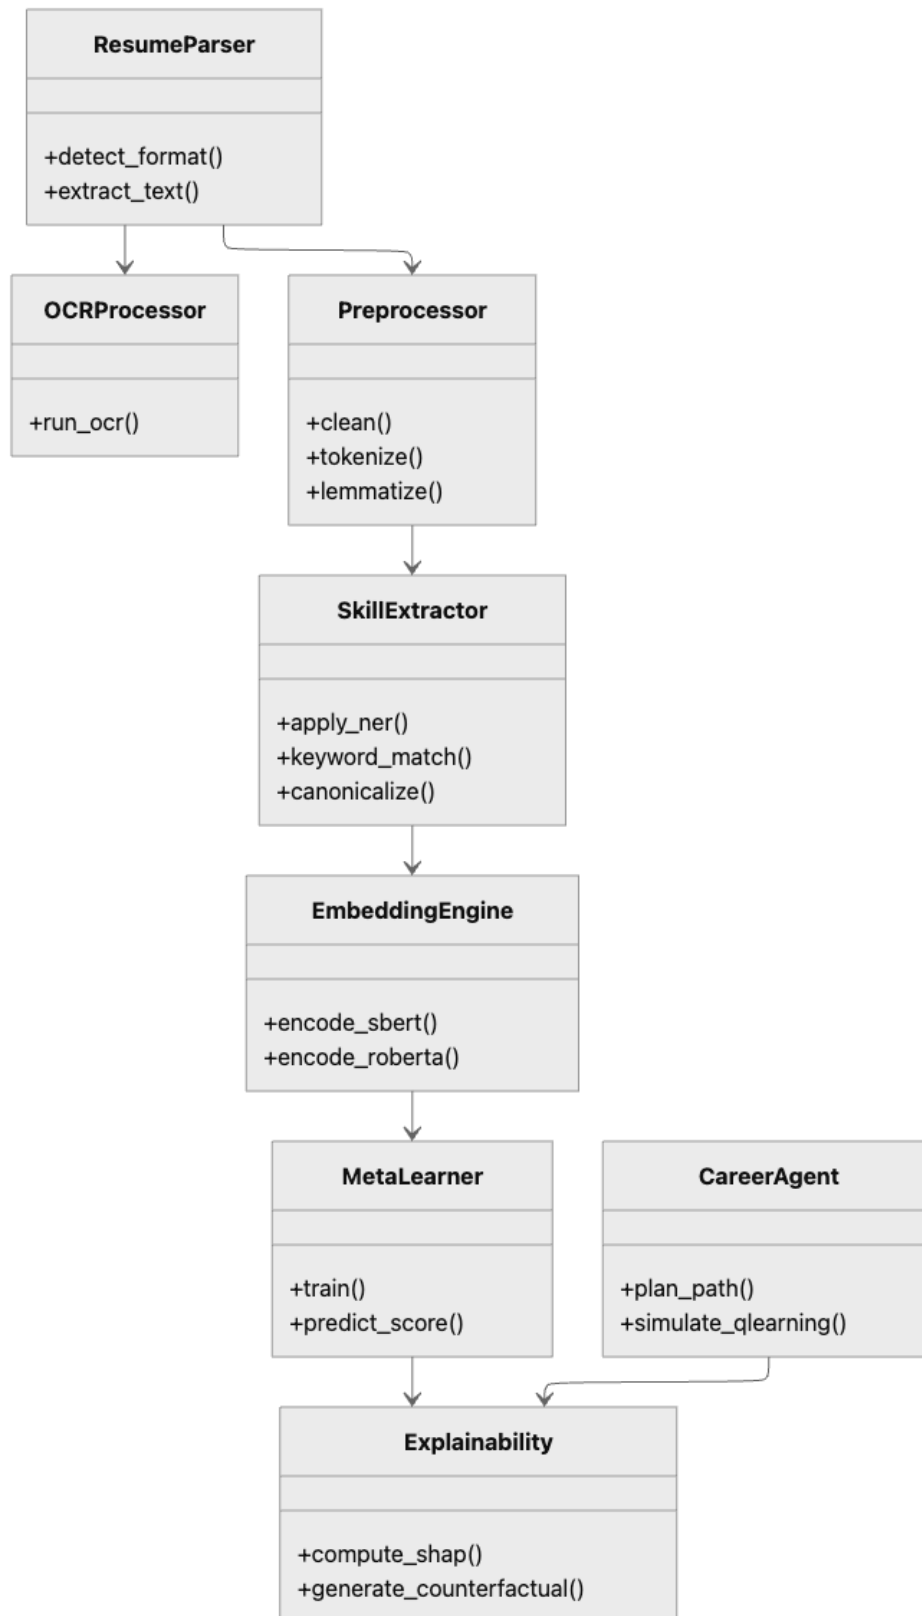 ResumeParser
+detect_format()
+extract_text()
OCRProcessor
+run_ocr()
Preprocessor
+clean()
+tokenize()
+lemmatize()
SkillExtractor
+apply_ner()
+keyword_match()
+canonicalize()
EmbeddingEngine
+encode_sbert()
+encode_roberta()
MetaLearner
+train()
+predict_score()
CareerAgent
+plan_path()
+simulate_qlearning()
Explainability
+compute_shap()
+generate_counterfactual()